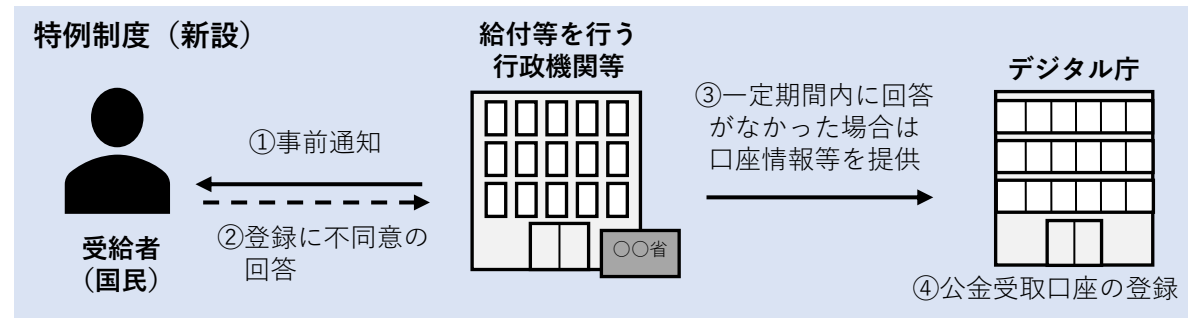 特例制度（新設）
給付等を行う
行政機関等
デジタル庁
①事前通知
③一定期間内に回答
がなかった場合は
口座情報等を提供
②登録に不同意の
回答
受給者
（国民）
○○省
④公金受取口座の登録